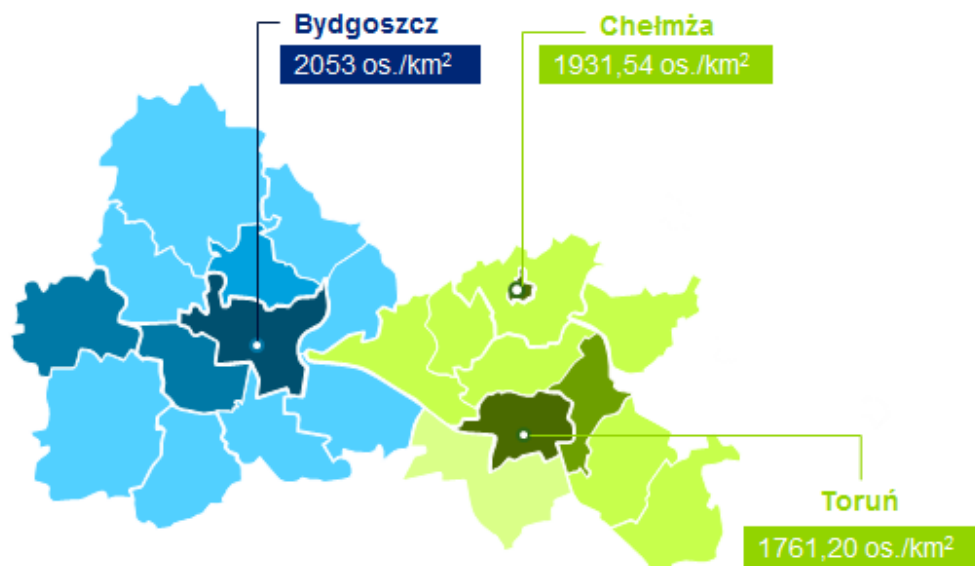 Bydgoszcz
2053 os./km²
Chełmża
1931,54 os./km²
Toruń
1761,20 os./km²